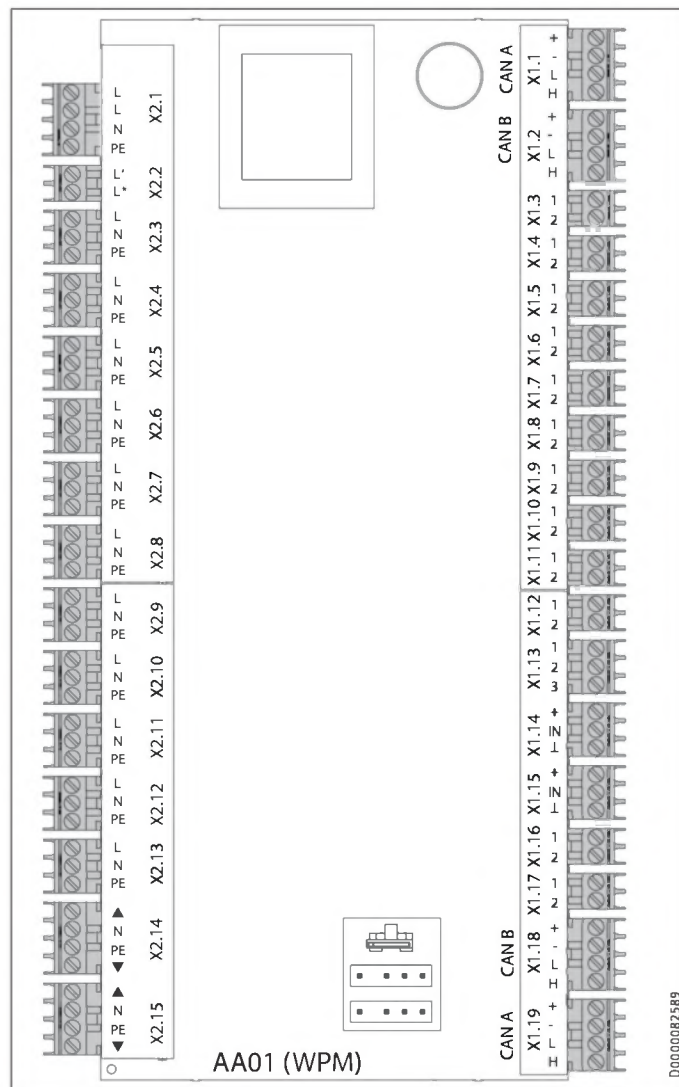 L
L
N
PE
X2.1
L'
L*
X2.2
L
N
PE
X2.3
L
N
PE
X2.4
L
N
PE
X2.5
L
N
PE
X2.6
L
N
PE
X2.7
L
N
PE
X2.8
L
N
PE
X2.9
L
N
PE
X2.10
L
N
PE
X2.11
L
N
PE
X2.12
L
N
PE
X2.13
▲
N
PE
▼
X2.14
▲
N
PE
▼
X2.15
CAN A
X1.1
+
-
L
H
CAN B
X1.2
+
-
L
H
X1.3
1
2
X1.4
1
2
X1.5
1
2
X1.6
1
2
X1.7
1
2
X1.8
1
2
X1.9
1
2
X1.10
1
2
X1.11
1
2
X1.12
1
2
X1.13
1
2
3
X1.14
+
IN
⊥
X1.15
+
IN
⊥
X1.16
1
2
X1.17
1
2
CAN B
X1.18
+
-
L
H
CAN A
X1.19
+
-
L
H
AA01 (WPM)
D0000082589